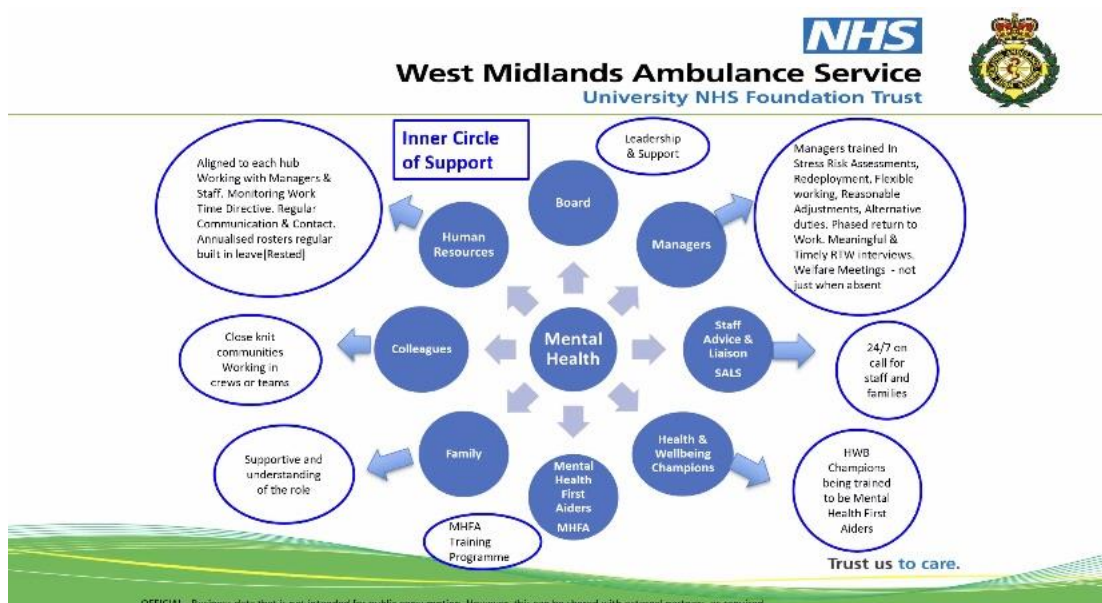 NHS
West Midlands Ambulance Service
University NHS Foundation Trust
Inner Circle
of Support
Leadership
& Support
Board
Aligned to each hub
Working with Managers &
Staff. Monitoring Work
Time Directive. Regular
Communication & Contact.
Annualised rosters regular
built in leave[Rested]
Human
Resources
Managers
Managers trained In
Stress Risk Assessments,
Redeployment, Flexible
working, Reasonable
Adjustments, Alternative
duties. Phased return to
Work. Meaningful &
Timely RTW interviews.
Welfare Meetings - not
just when absent
Close knit
communities
Working in
crews or teams
Colleagues
Mental
Health
Staff
Advice &
Liaison
SALS
24/7 on
call for
staff and
families
Supportive and
understanding
of the role
Family
Mental
Health
First
Aiders
MHFA
Health &
Wellbeing
Champions
HWB
Champions
being trained
to be Mental
Health First
Aiders
MHFA
Training
Programme
Trust us to care.